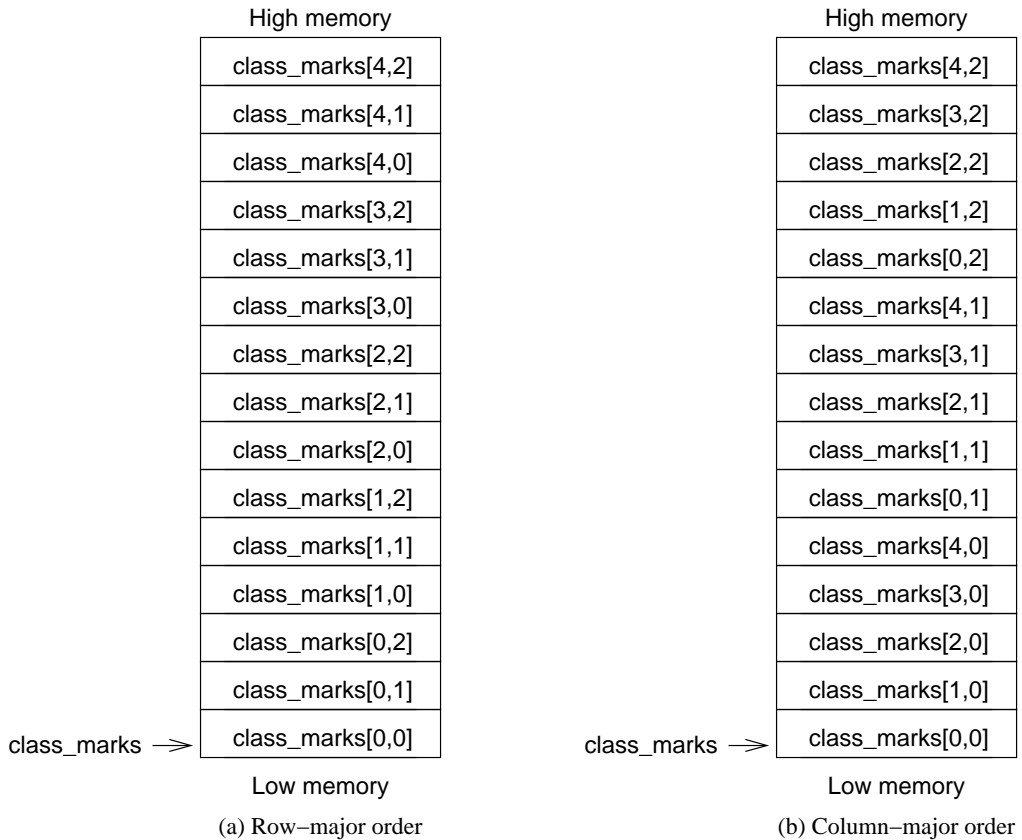 High memory
class_marks[4,2]
class_marks[4,1]
class_marks[4,0]
class_marks[3,2]
class_marks[3,1]
class_marks[3,0]
class_marks[2,2]
class_marks[2,1]
class_marks[2,0]
class_marks[1,2]
class_marks[1,1]
class_marks[1,0]
class_marks[0,2]
class_marks[0,1]
class_marks
class_marks[0,0]
Low memory
(a) Row−major order
High memory
class_marks[4,2]
class_marks[3,2]
class_marks[2,2]
class_marks[1,2]
class_marks[0,2]
class_marks[4,1]
class_marks[3,1]
class_marks[2,1]
class_marks[1,1]
class_marks[0,1]
class_marks[4,0]
class_marks[3,0]
class_marks[2,0]
class_marks[1,0]
class_marks
class_marks[0,0]
Low memory
(b) Column−major order